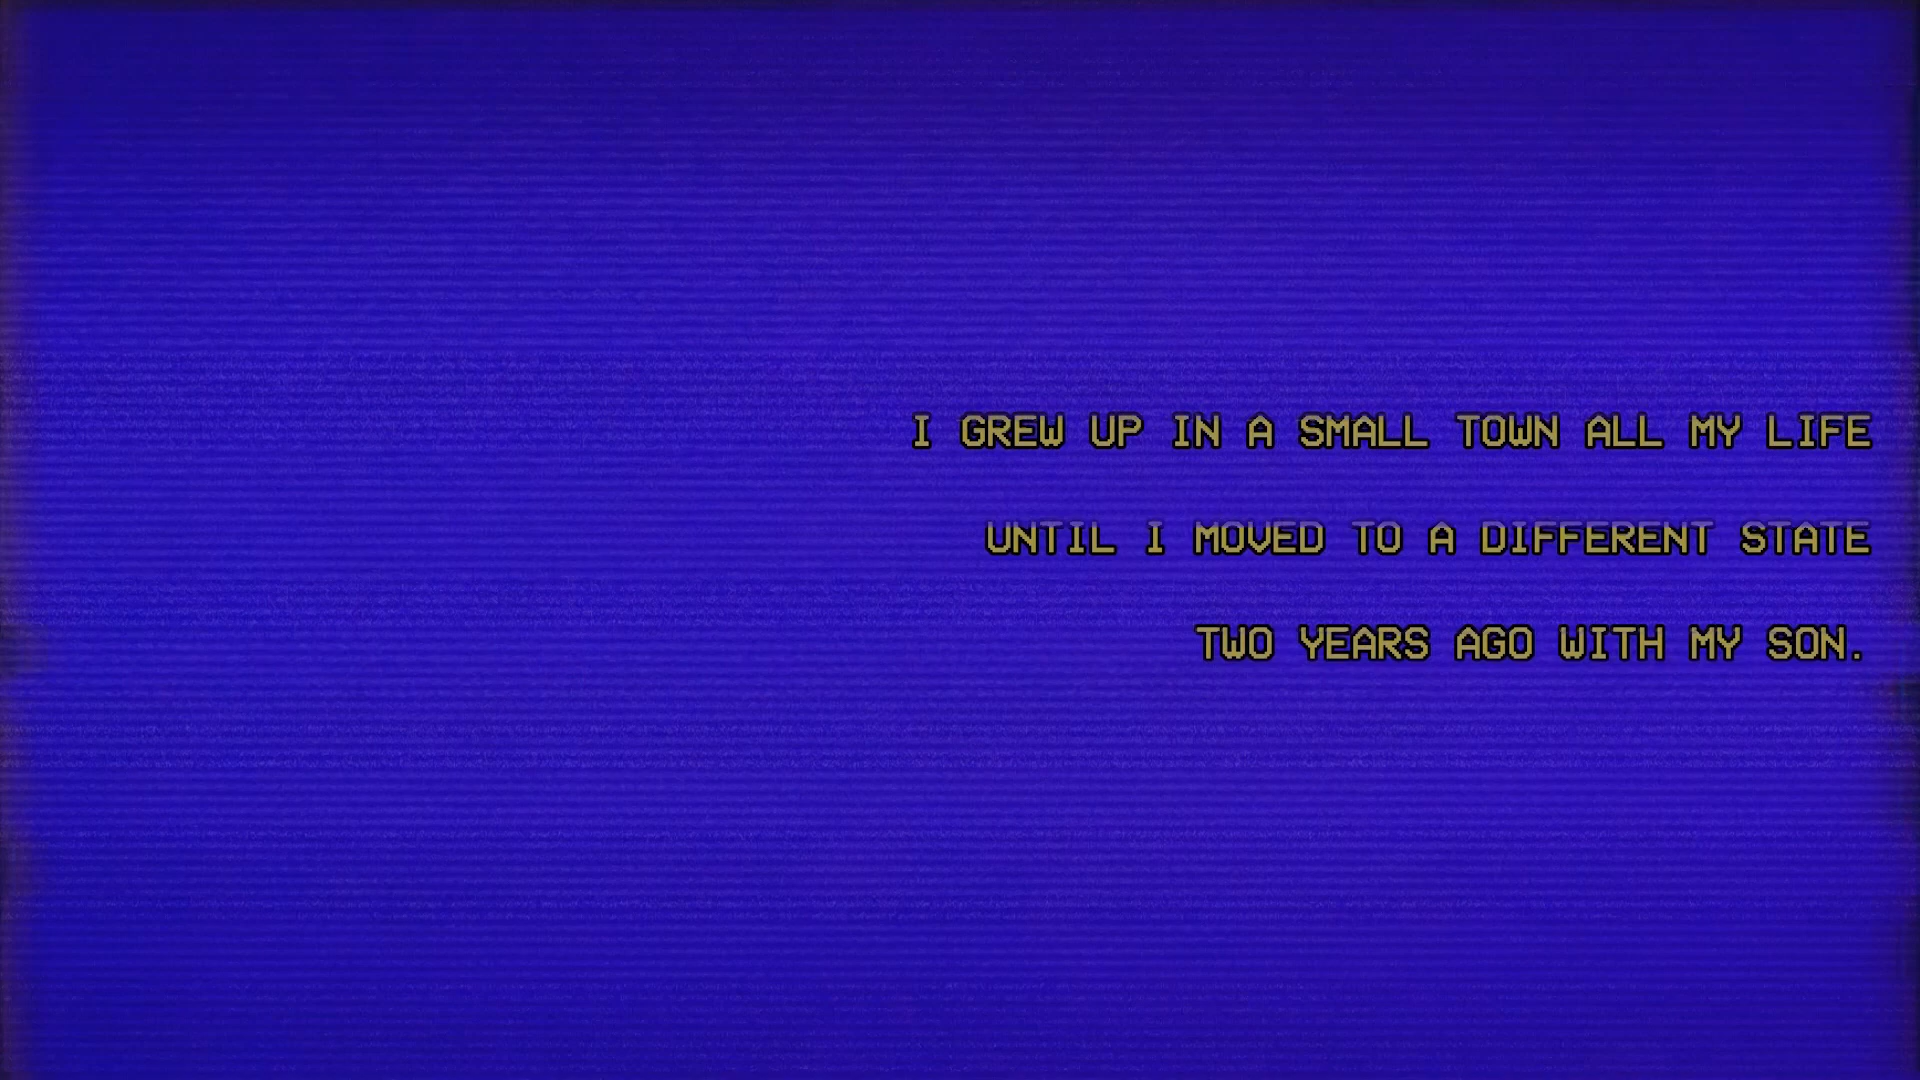 I GREW UP IN A SMALL TOWN ALL MY LIFE
UNTIL I MOVED TO A DIFFERENT STATE
TWO YEARS AGO WITH MY SON.